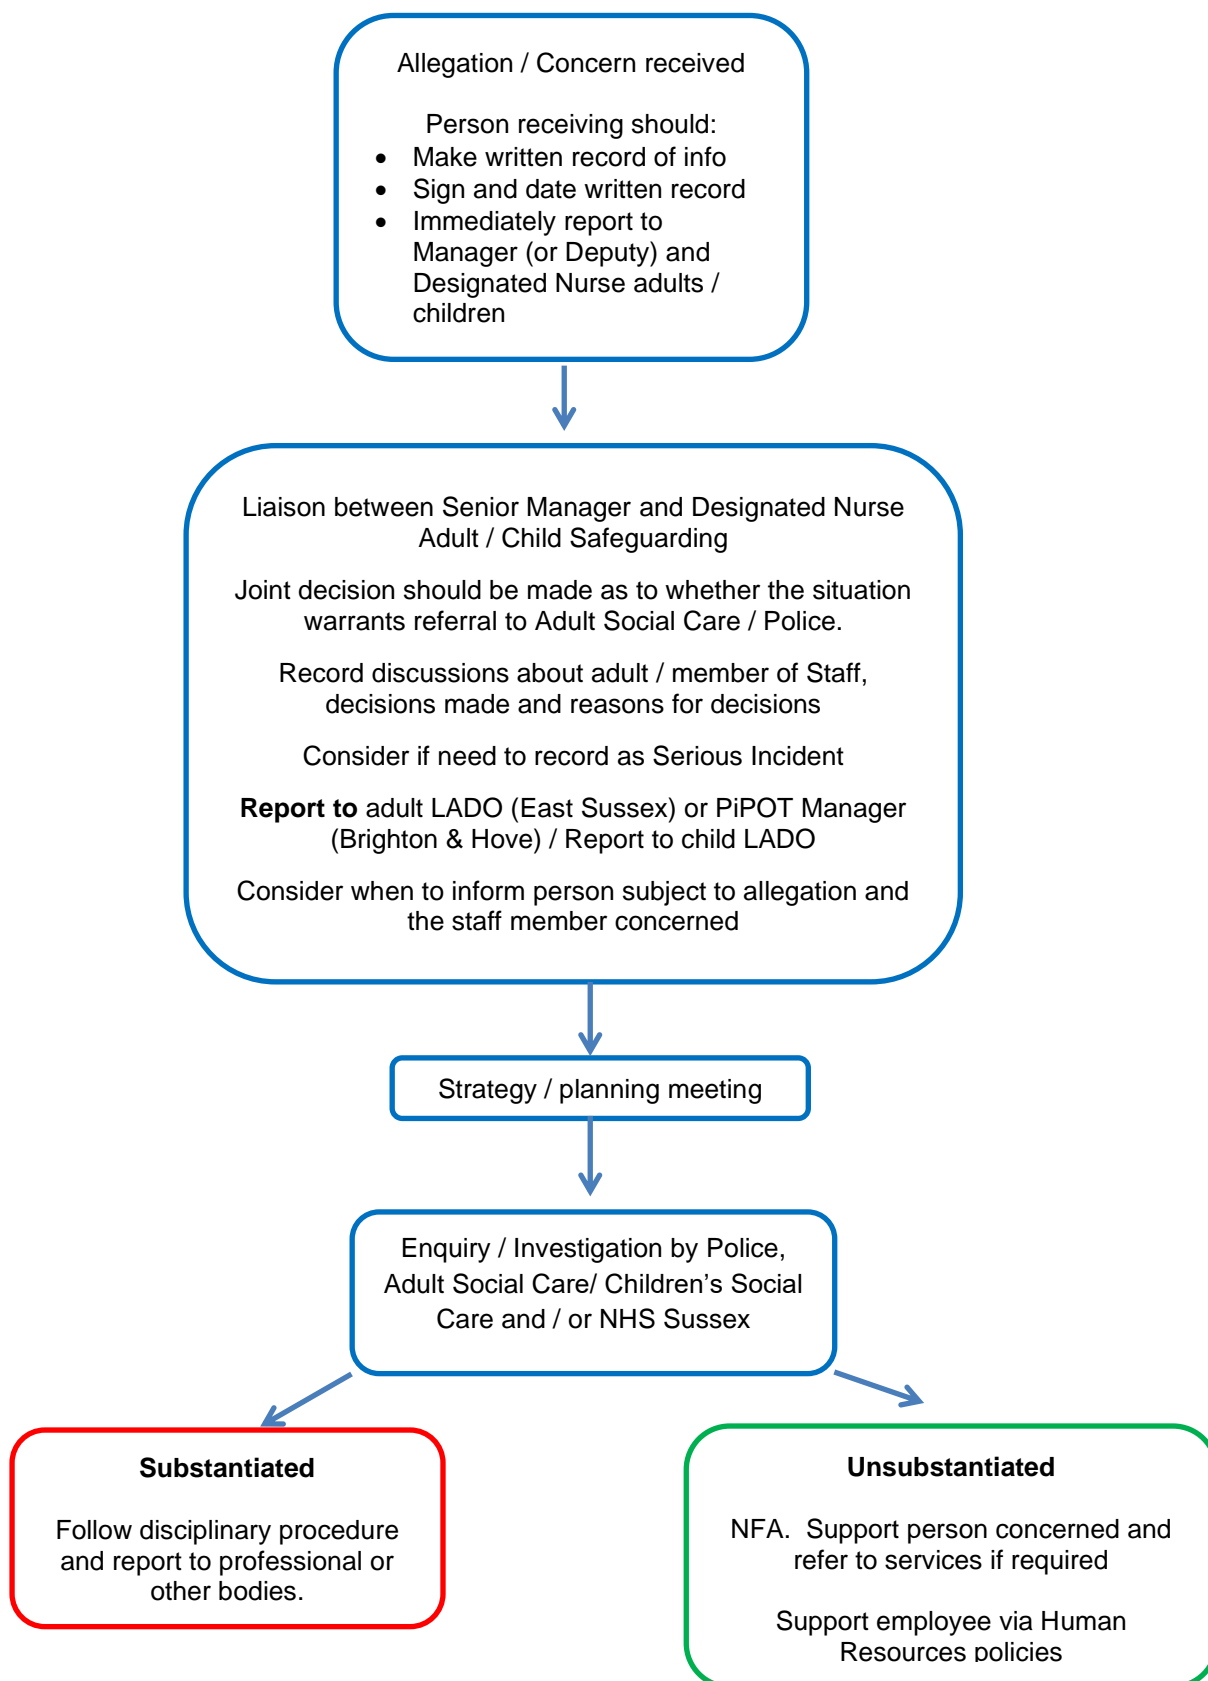 Allegation / Concern received
Person receiving should:
• Make written record of info
• Sign and date written record
• Immediately report to
Manager (or Deputy) and
Designated Nurse adults /
children
Liaison between Senior Manager and Designated Nurse
Adult / Child Safeguarding
Joint decision should be made as to whether the situation
warrants referral to Adult Social Care / Police.
Record discussions about adult / member of Staff,
decisions made and reasons for decisions
Consider if need to record as Serious Incident
Report to adult LADO (East Sussex) or PiPOT Manager
(Brighton & Hove) / Report to child LADO
Consider when to inform person subject to allegation and
the staff member concerned
Strategy / planning meeting
Enquiry / Investigation by Police,
Adult Social Care/ Children's Social
Care and / or NHS Sussex
Substantiated
Follow disciplinary procedure
and report to professional or
other bodies.
Unsubstantiated
NFA.  Support person concerned and
refer to services if required
Support employee via Human
Resources policies